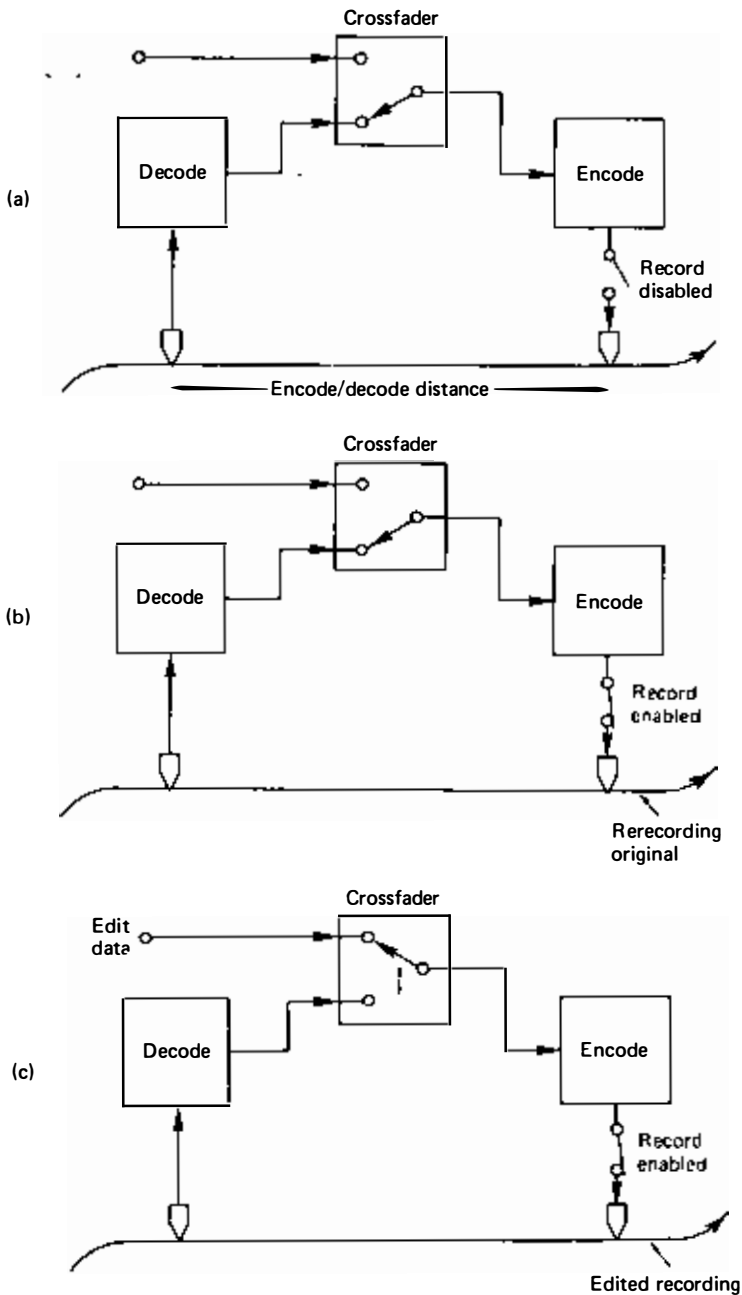 Crossfader
(a)
Decode
Encode
Record
disabled
Encode/decode distance
Crossfader
(b)
Decode
Encode
Record
enabled
Rerecording
original
Crossfader
Edit
data
(c)
Decode
Encode
Record
enabled
Edited recording